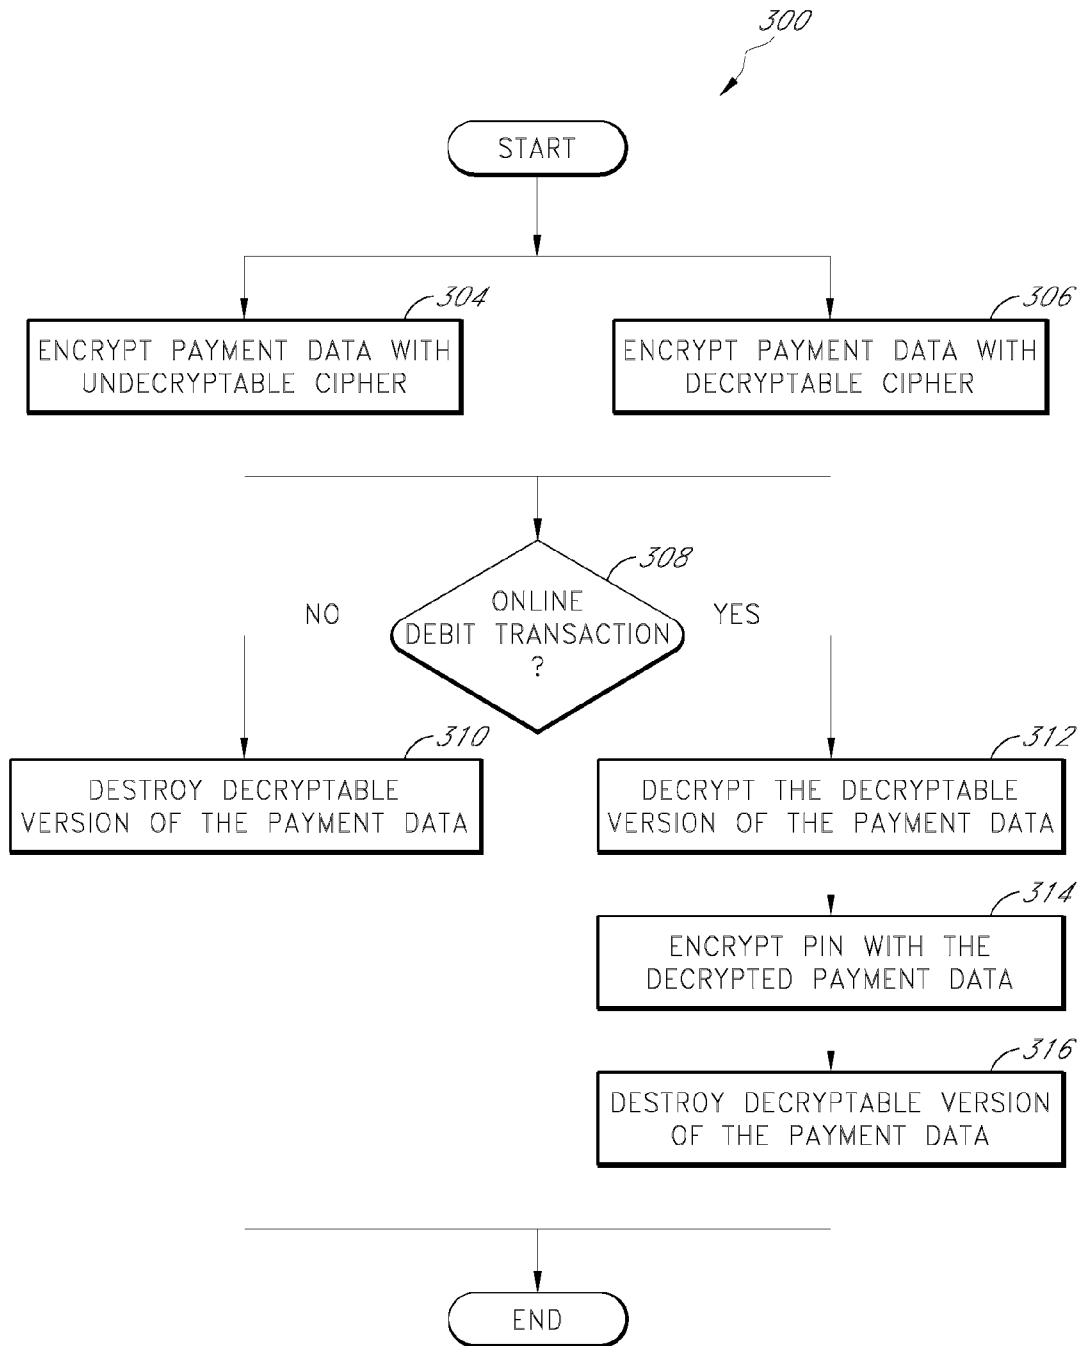 300
START
304
ENCRYPT PAYMENT DATA WITH
UNDECRYPTABLE CIPHER
306
ENCRYPT PAYMENT DATA WITH
DECRYPTABLE CIPHER
308
ONLINE
DEBIT TRANSACTION
?
NO
YES
310
DESTROY DECRYPTABLE
VERSION OF THE PAYMENT DATA
312
DECRYPT THE DECRYPTABLE
VERSION OF THE PAYMENT DATA
314
ENCRYPT PIN WITH THE
DECRYPTED PAYMENT DATA
316
DESTROY DECRYPTABLE VERSION
OF THE PAYMENT DATA
END